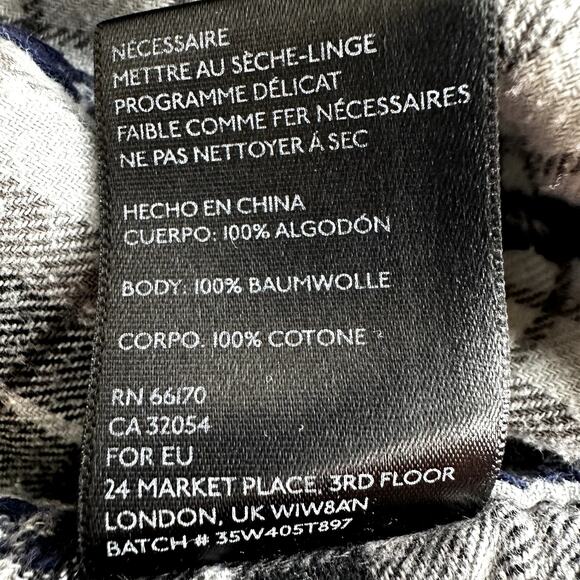 NÉCESSAIRE
METTRE AU SÈCHE-LINGE
PROGRAMME DÉLICAT
FAIBLE COMME FER NÉCESSAIRES
NE PAS NETTOYER Á SEC
HECHO EN CHINA
CUERPO: 100% ALGODÓN
BODY: 100% BAUMWOLLE
CORPO: 100% COTONE
RN 66170
CA 32054
FOR EU
24 MARKET PLACE, 3RD FLOOR
LONDON, UK W1W8AN
BATCH # 35W405T897